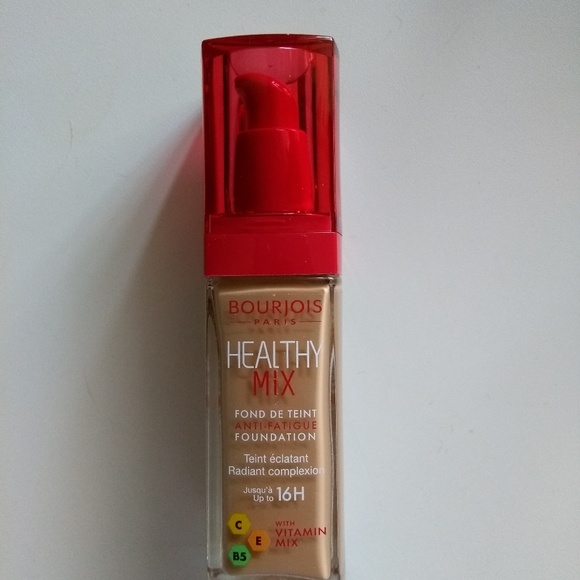 BOURJOIS
PARIS
HEALTHY
MIX
FOND DE TEINT
ANTI-FATIGUE
FOUNDATION
Teint éclatant
Radiant complexion
Jusqu'à
Up to 16H
C
E
B5
WITH
VITAMIN
MIX